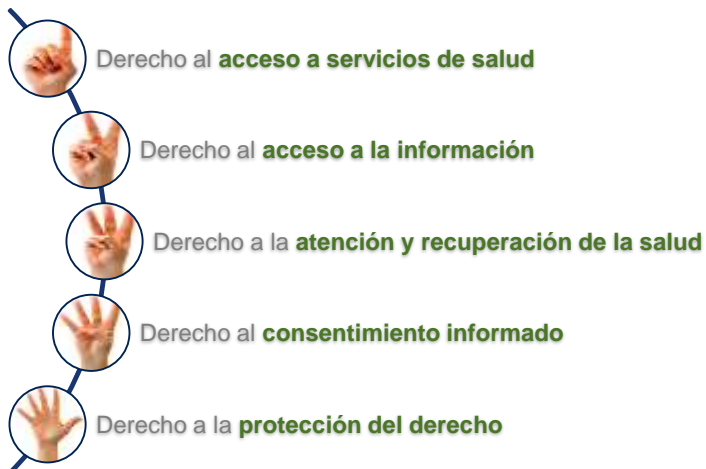 Derecho al acceso a servicios de salud
Derecho al acceso a la información
Derecho a la atención y recuperación de la salud
Derecho al consentimiento informado
Derecho a la protección del derecho